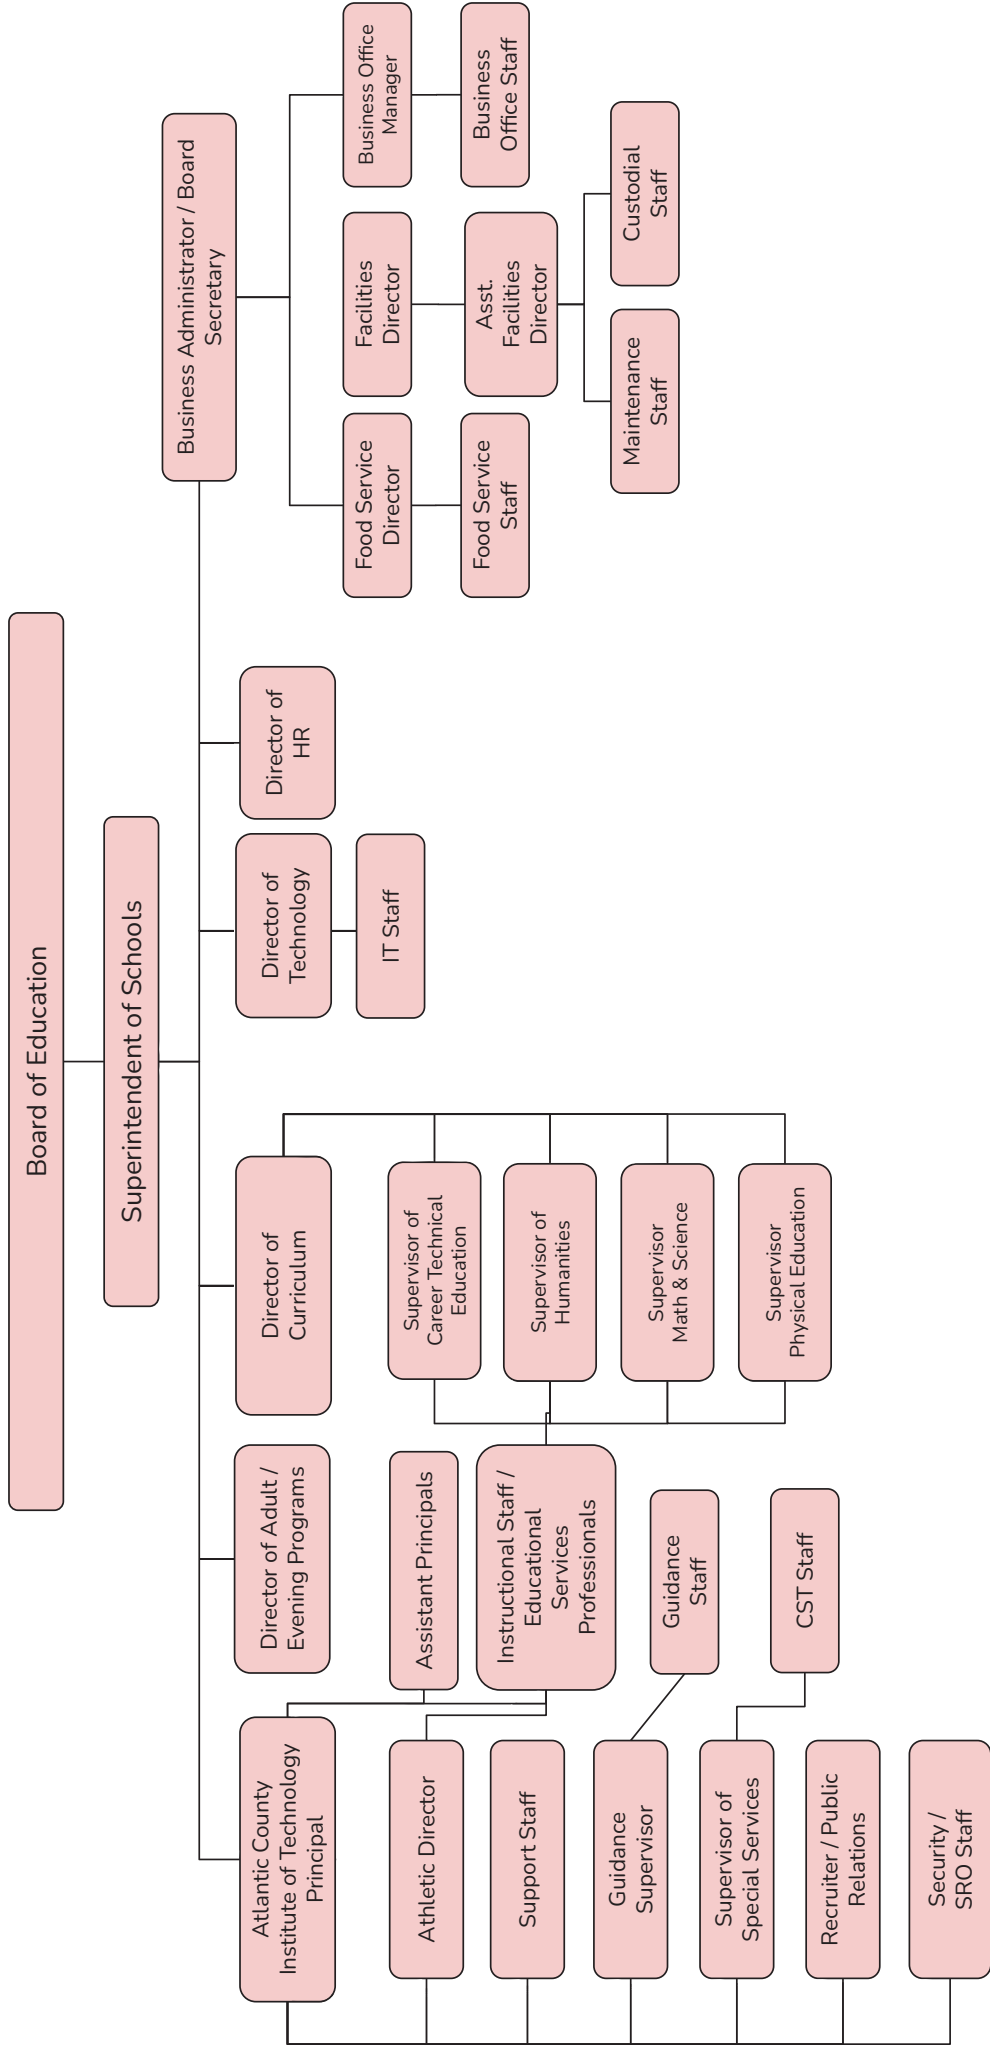 Board of Education
Superintendent of Schools
Atlantic County
Institute of Technology
Principal
Director of Adult /
Evening Programs
Director of
Curriculum
Director of
Technology
Director of
HR
Business Administrator / Board
Secretary
IT Staff
Food Service
Director
Facilities
Director
Business Office
Manager
Food Service
Staff
Asst.
Facilities
Director
Business
Office Staff
Maintenance
Staff
Custodial
Staff
Supervisor of
Career Technical
Education
Supervisor of
Humanities
Supervisor
Math & Science
Supervisor
Physical Education
Assistant Principals
Instructional Staff /
Educational
Services
Professionals
Guidance
Staff
CST Staff
Athletic Director
Support Staff
Guidance
Supervisor
Supervisor of
Special Services
Recruiter / Public
Relations
Security /
SRO Staff